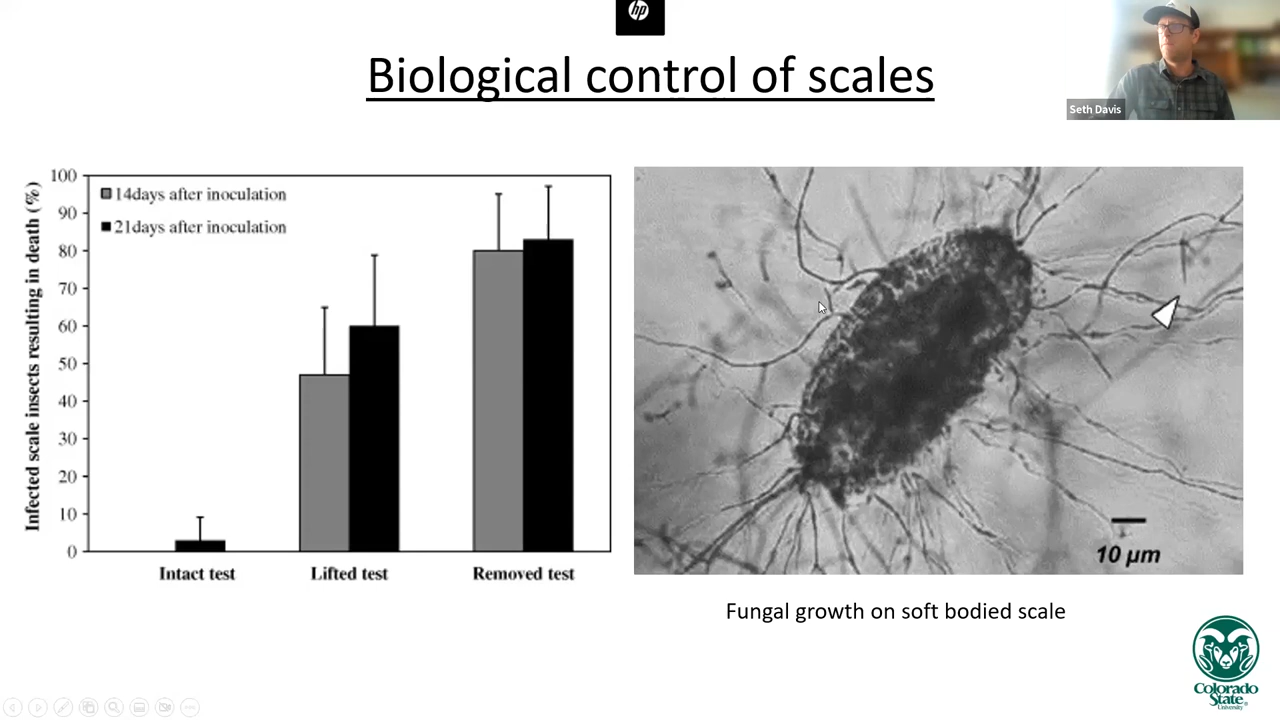 hp
Biological control of scales
Seth Davis
Infected scale insects resulting in death (%)
100
90
80
70
60
50
40
30
20
10
0
14days after inoculation
21days after inoculation
Intact test
Lifted test
Removed test
10 µm
Fungal growth on soft bodied scale
Colorado
State
University